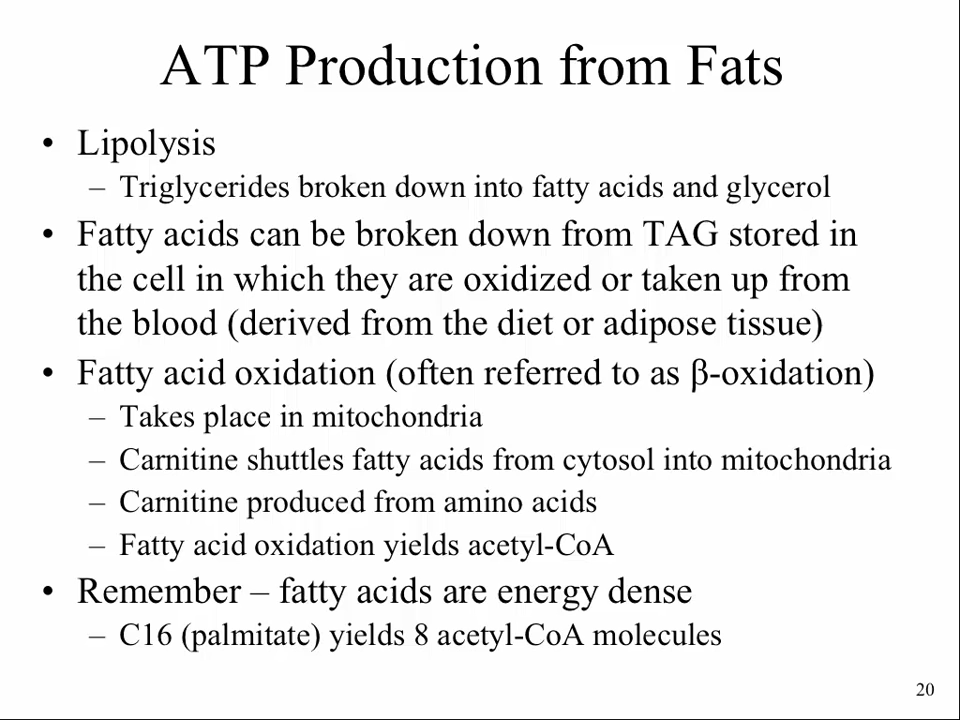 ATP Production from Fats
• Lipolysis
– Triglycerides broken down into fatty acids and glycerol
• Fatty acids can be broken down from TAG stored in
the cell in which they are oxidized or taken up from
the blood (derived from the diet or adipose tissue)
• Fatty acid oxidation (often referred to as β-oxidation)
– Takes place in mitochondria
– Carnitine shuttles fatty acids from cytosol into mitochondria
– Carnitine produced from amino acids
– Fatty acid oxidation yields acetyl-CoA
• Remember – fatty acids are energy dense
– C16 (palmitate) yields 8 acetyl-CoA molecules
20